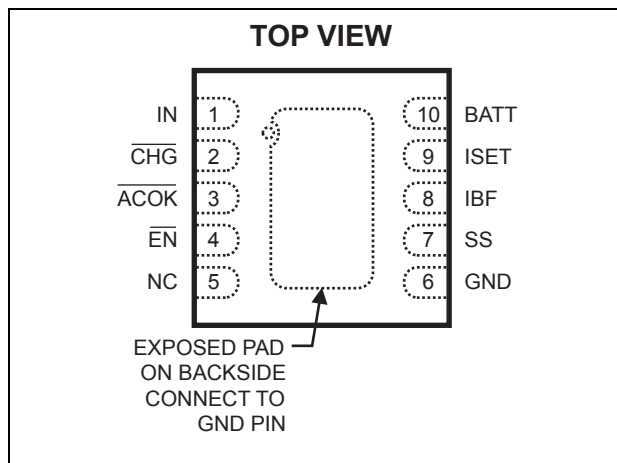 TOP VIEW
IN 1 10 BATT
CHG 2 9 ISET
ACOK 3 8 IBF
EN 4 7 SS
NC 5 6 GND
EXPOSED PAD
ON BACKSIDE
CONNECT TO
GND PIN